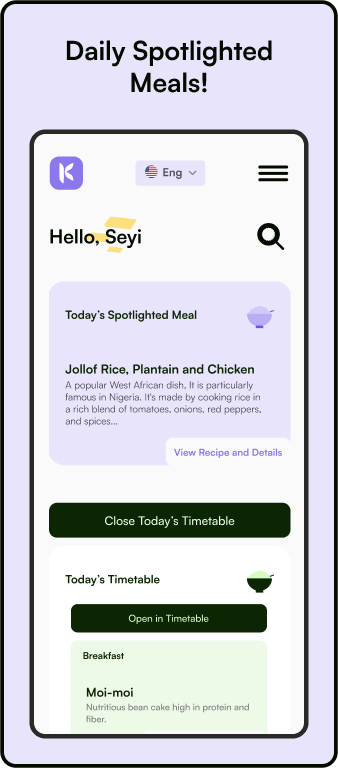 Daily Spotlighted
Meals!
Eng
Hello, Seyi
Today's Spotlighted Meal
Jollof Rice, Plantain and Chicken
A popular West African dish, It is particularly
famous in Nigeria. It's made by cooking rice in
a rich blend of tomatoes, onions, red peppers,
and spices...
View Recipe and Details
Close Today's Timetable
Today's Timetable
Open in Timetable
Breakfast
Moi-moi
Nutritious bean cake high in protein and
fiber.